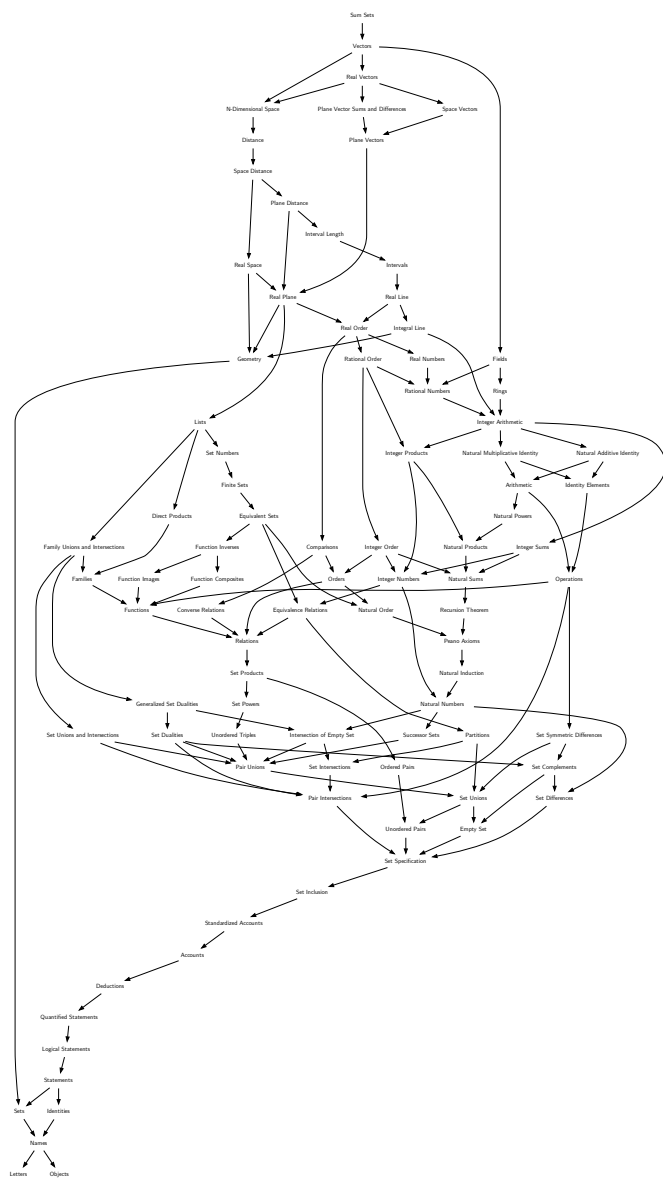 Sum Sets
Vectors
Real Vectors
N-Dimensional Space Plane Vector Sums and Differences Space Vectors
Distance Plane Vectors
Space Distance
Plane Distance
Interval Length
Real Space Intervals
Real Plane Real Line
Real Order Integral Line
Geometry Rational Order Real Numbers Fields
Rational Numbers Rings
Lists Integer Arithmetic
Set Numbers Integer Products Natural Multiplicative Identity Natural Additive Identity
Finite Sets Arithmetic Identity Elements
Direct Products Equivalent Sets Natural Powers
Family Unions and Intersections Function Inverses Comparisons Integer Order Natural Products Integer Sums
Families Function Images Function Composites Orders Integer Numbers Natural Sums Operations
Functions Converse Relations Equivalence Relations Natural Order Recursion Theorem
Relations Peano Axioms
Set Products Natural Induction
Generalized Set Dualities Set Powers Natural Numbers
Set Unions and Intersections Set Dualities Unordered Triples Intersection of Empty Set Successor Sets Partitions Set Symmetric Differences
Pair Unions Set Intersections Ordered Pairs Set Complements
Pair Intersections Set Unions Set Differences
Unordered Pairs Empty Set
Set Specification
Set Inclusion
Standardized Accounts
Accounts
Deductions
Quantified Statements
Logical Statements
Statements
Sets Identities
Names
Letters Objects